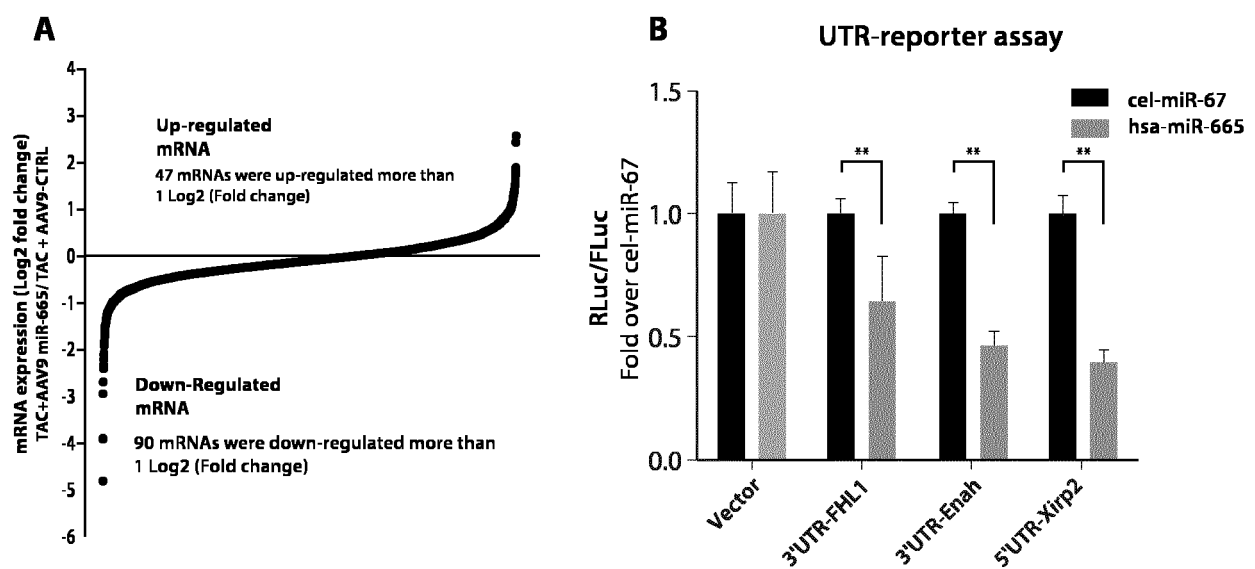 A
mRNA expression (Log2 fold change)
TAC+AAV9 miR-665/ TAC + AAV9-CTRL
4
3
2
1
0
-1
-2
-3
-4
-5
-6
Up-regulated
mRNA
47 mRNAs were up-regulated more than
1 Log2 (Fold change)
Down-Regulated
mRNA
90 mRNAs were down-regulated more than
1 Log2 (Fold change)
B
UTR-reporter assay
cel-miR-67
hsa-miR-665
RLuc/FLuc
Fold over cel-miR-67
1.5
1.0
0.5
0.0
**
**
**
Vector
3'UTR-FHL1
3'UTR-Enah
5'UTR-Xirp2